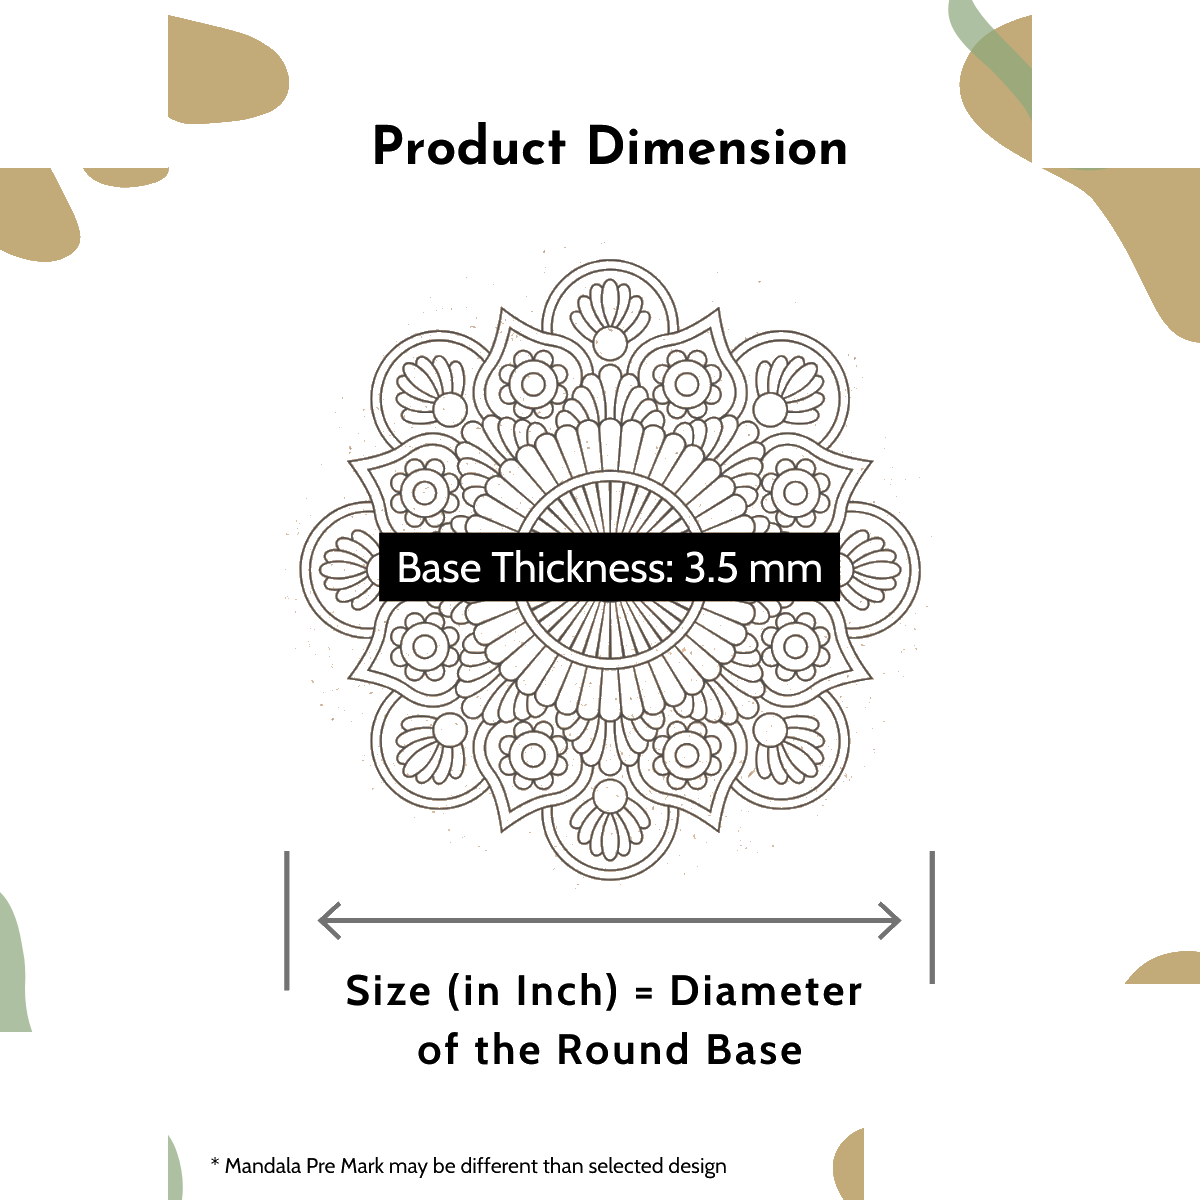 Product Dimension
Base Thickness: 3.5 mm
Size (in Inch) = Diameter
of the Round Base
* Mandala Pre Mark may be different than selected design